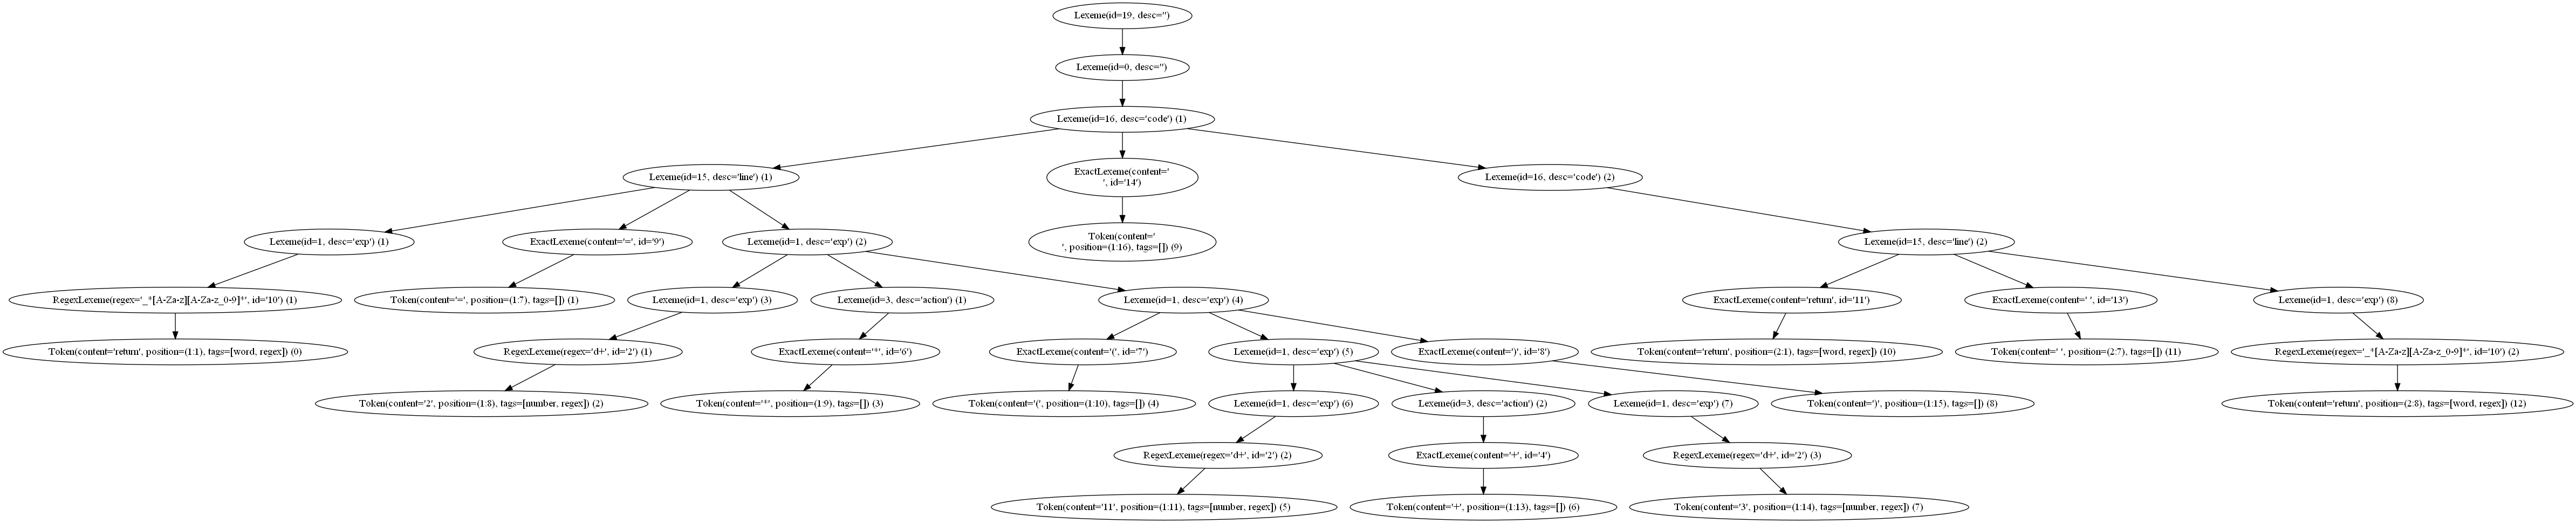 Lexeme(id=19, desc='')
Lexeme(id=0, desc='')
Lexeme(id=16, desc='code') (1)
Lexeme(id=15, desc='line') (1)
ExactLexeme(content='
', id='14')
Lexeme(id=16, desc='code') (2)
Lexeme(id=1, desc='exp') (1)
ExactLexeme(content='=', id='9')
Lexeme(id=1, desc='exp') (2)
Token(content='
', position=(1:16), tags=[]) (9)
Lexeme(id=15, desc='line') (2)
RegexLexeme(regex='_*[A-Za-z][A-Za-z_0-9]*', id='10') (1)
Token(content='=', position=(1:7), tags=[]) (1)
Lexeme(id=1, desc='exp') (3)
Lexeme(id=3, desc='action') (1)
Lexeme(id=1, desc='exp') (4)
ExactLexeme(content='return', id='11')
ExactLexeme(content=' ', id='13')
Lexeme(id=1, desc='exp') (8)
Token(content='return', position=(1:1), tags=[word, regex]) (0)
RegexLexeme(regex='d+', id='2') (1)
ExactLexeme(content='*', id='6')
ExactLexeme(content='(', id='7')
Lexeme(id=1, desc='exp') (5)
ExactLexeme(content=')', id='8')
Token(content='return', position=(2:1), tags=[word, regex]) (10)
Token(content=' ', position=(2:7), tags=[]) (11)
RegexLexeme(regex='_*[A-Za-z][A-Za-z_0-9]*', id='10') (2)
Token(content='2', position=(1:8), tags=[number, regex]) (2)
Token(content='*', position=(1:9), tags=[]) (3)
Token(content='(', position=(1:10), tags=[]) (4)
Lexeme(id=1, desc='exp') (6)
Lexeme(id=3, desc='action') (2)
Lexeme(id=1, desc='exp') (7)
Token(content=')', position=(1:15), tags=[]) (8)
Token(content='return', position=(2:8), tags=[word, regex]) (12)
RegexLexeme(regex='d+', id='2') (2)
ExactLexeme(content='+', id='4')
RegexLexeme(regex='d+', id='2') (3)
Token(content='11', position=(1:11), tags=[number, regex]) (5)
Token(content='+', position=(1:13), tags=[]) (6)
Token(content='3', position=(1:14), tags=[number, regex]) (7)